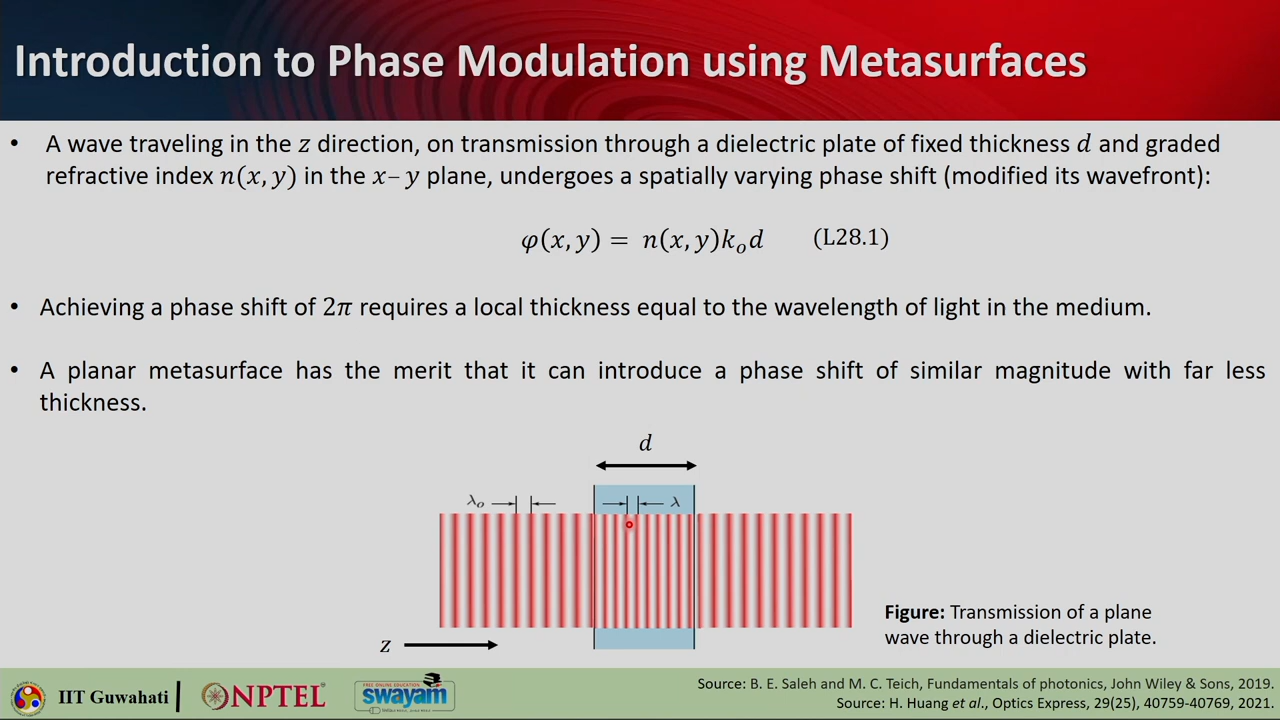 Introduction to Phase Modulation using Metasurfaces
• A wave traveling in the z direction, on transmission through a dielectric plate of fixed thickness d and graded
refractive index n(x, y) in the x– y plane, undergoes a spatially varying phase shift (modified its wavefront):
φ(x, y) = n(x, y)kₒd (L28.1)
• Achieving a phase shift of 2π requires a local thickness equal to the wavelength of light in the medium.
• A planar metasurface has the merit that it can introduce a phase shift of similar magnitude with far less
thickness.
d
λₒ λ
z
Figure: Transmission of a plane
wave through a dielectric plate.
IIT Guwahati
NPTEL
FREE ONLINE EDUCATION
swayam
Source: B. E. Saleh and M. C. Teich, Fundamentals of photonics, John Wiley & Sons, 2019.
Source: H. Huang et al., Optics Express, 29(25), 40759-40769, 2021.